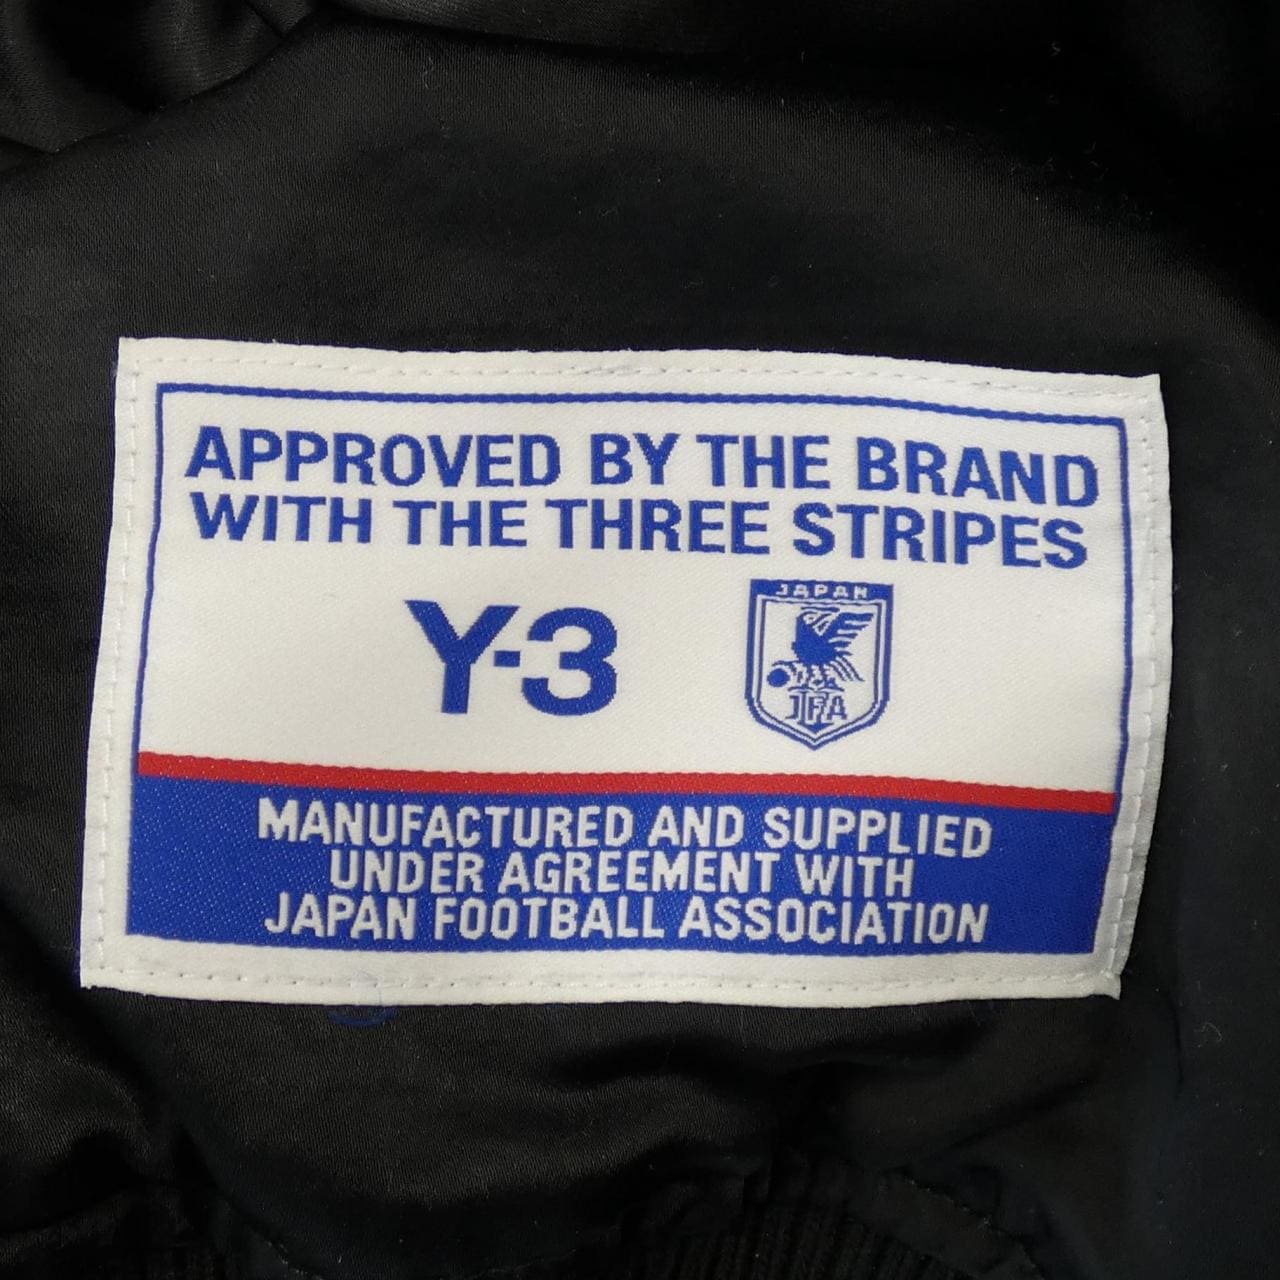 APPROVED BY THE BRAND
WITH THE THREE STRIPES
Y-3
JAPAN
JFA
MANUFACTURED AND SUPPLIED
UNDER AGREEMENT WITH
JAPAN FOOTBALL ASSOCIATION